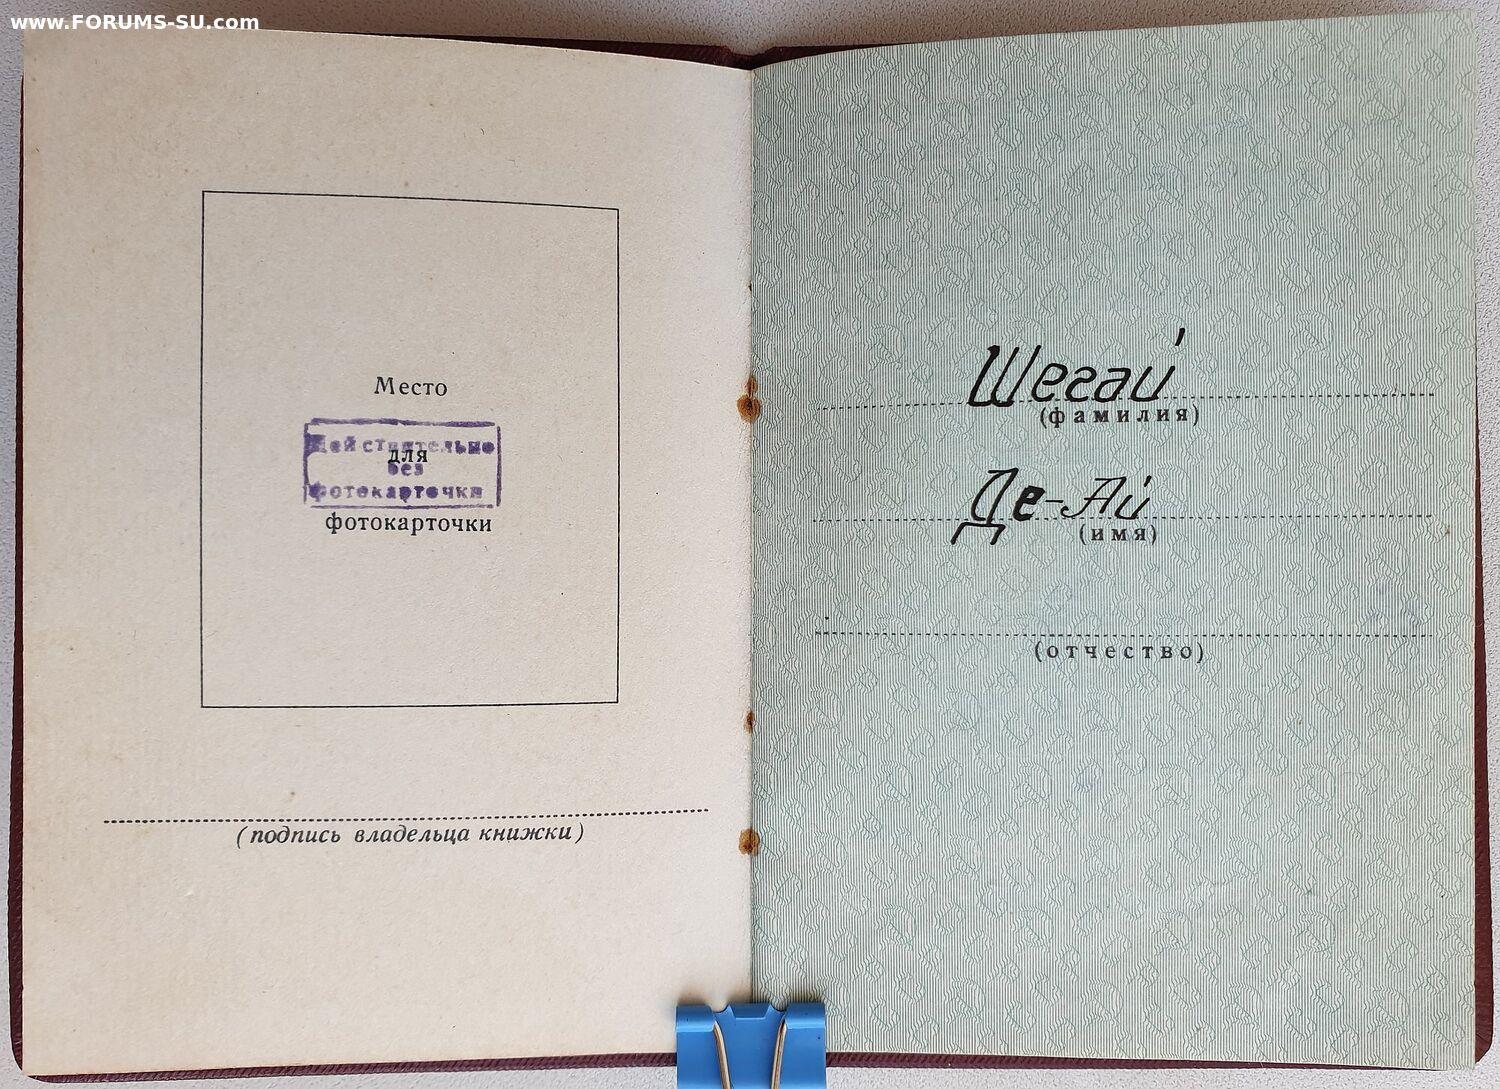 www.FORUMS-SU.com
Место
Действительно
для
без
фотокарточки
фотокарточки
(подпись владельца книжки)
Шегай
(фамилия)
Де-Ай
(имя)
(отчество)